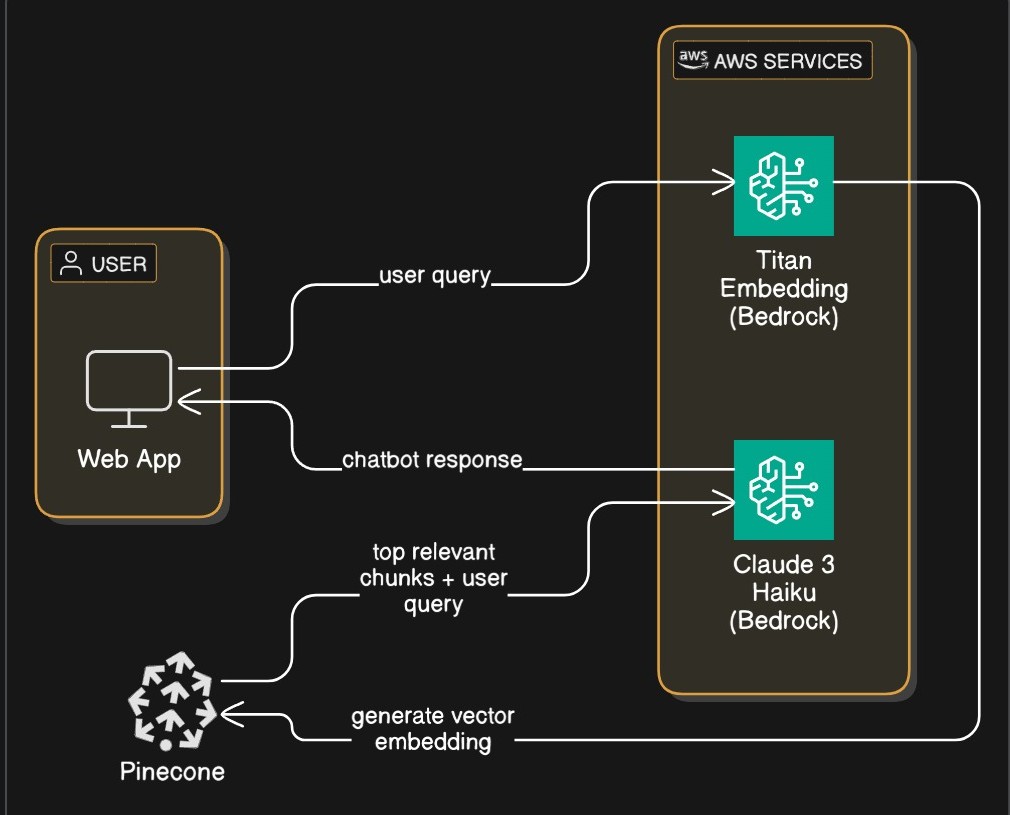 aws AWS SERVICES
Titan
Embedding
(Bedrock)
USER
user query
Web App
chatbot response
top relevant
chunks + user
query
Claude 3
Haiku
(Bedrock)
generate vector
embedding
Pinecone